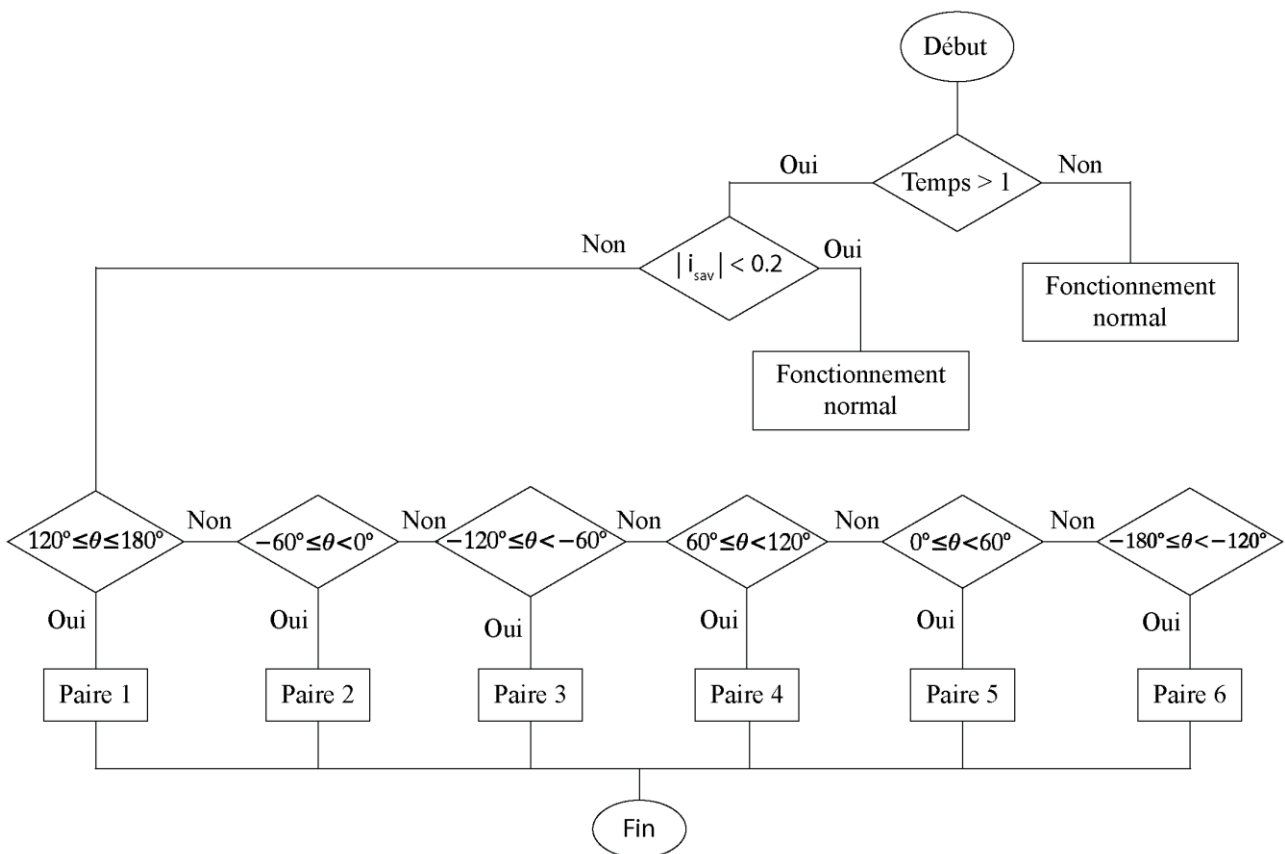 Début
Oui
Temps > 1
Non
Non
| i_sav | < 0.2
Oui
Fonctionnement
normal
Fonctionnement
normal
120°≤θ≤180°
Non
−60°≤θ<0°
Non
−120°≤θ<−60°
Non
60°≤θ<120°
Non
0°≤θ<60°
Non
−180°≤θ<−120°
Oui
Oui
Oui
Oui
Oui
Oui
Paire 1
Paire 2
Paire 3
Paire 4
Paire 5
Paire 6
Fin